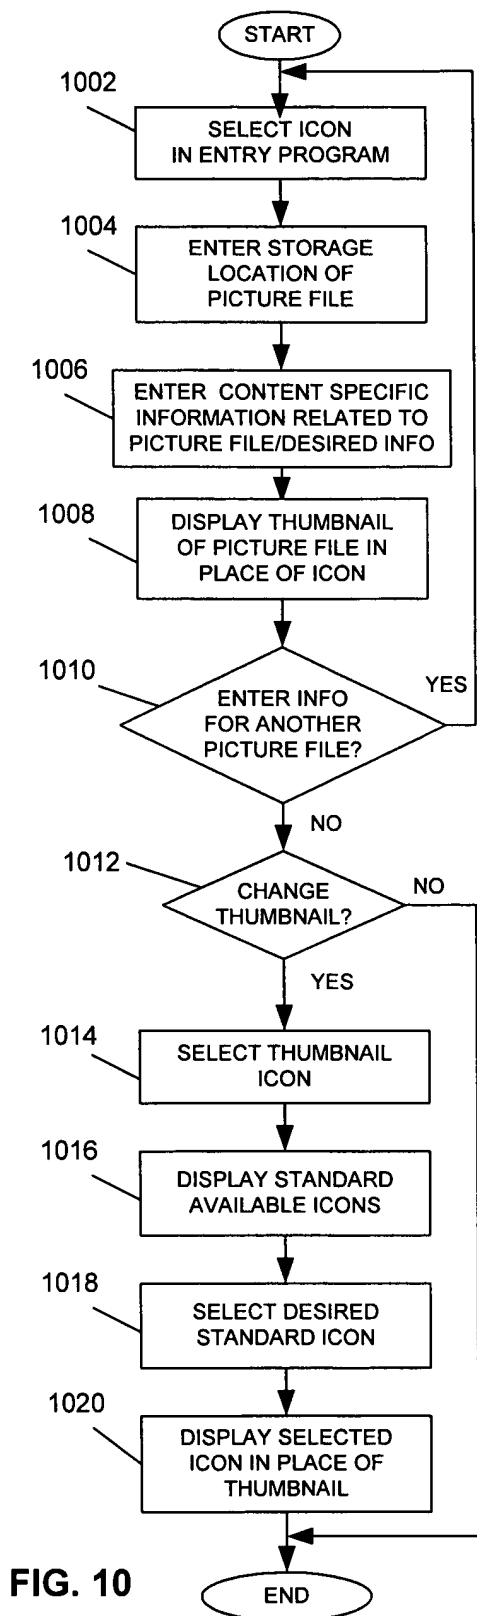 START
1002
SELECT ICON
IN ENTRY PROGRAM
1004
ENTER STORAGE
LOCATION OF
PICTURE FILE
1006
ENTER CONTENT SPECIFIC
INFORMATION RELATED TO
PICTURE FILE/DESIRED INFO
1008
DISPLAY THUMBNAIL
OF PICTURE FILE IN
PLACE OF ICON
1010
ENTER INFO
FOR ANOTHER
PICTURE FILE?
YES
NO
1012
CHANGE
THUMBNAIL?
NO
YES
1014
SELECT THUMBNAIL
ICON
1016
DISPLAY STANDARD
AVAILABLE ICONS
1018
SELECT DESIRED
STANDARD ICON
1020
DISPLAY SELECTED
ICON IN PLACE OF
THUMBNAIL
FIG. 10
END